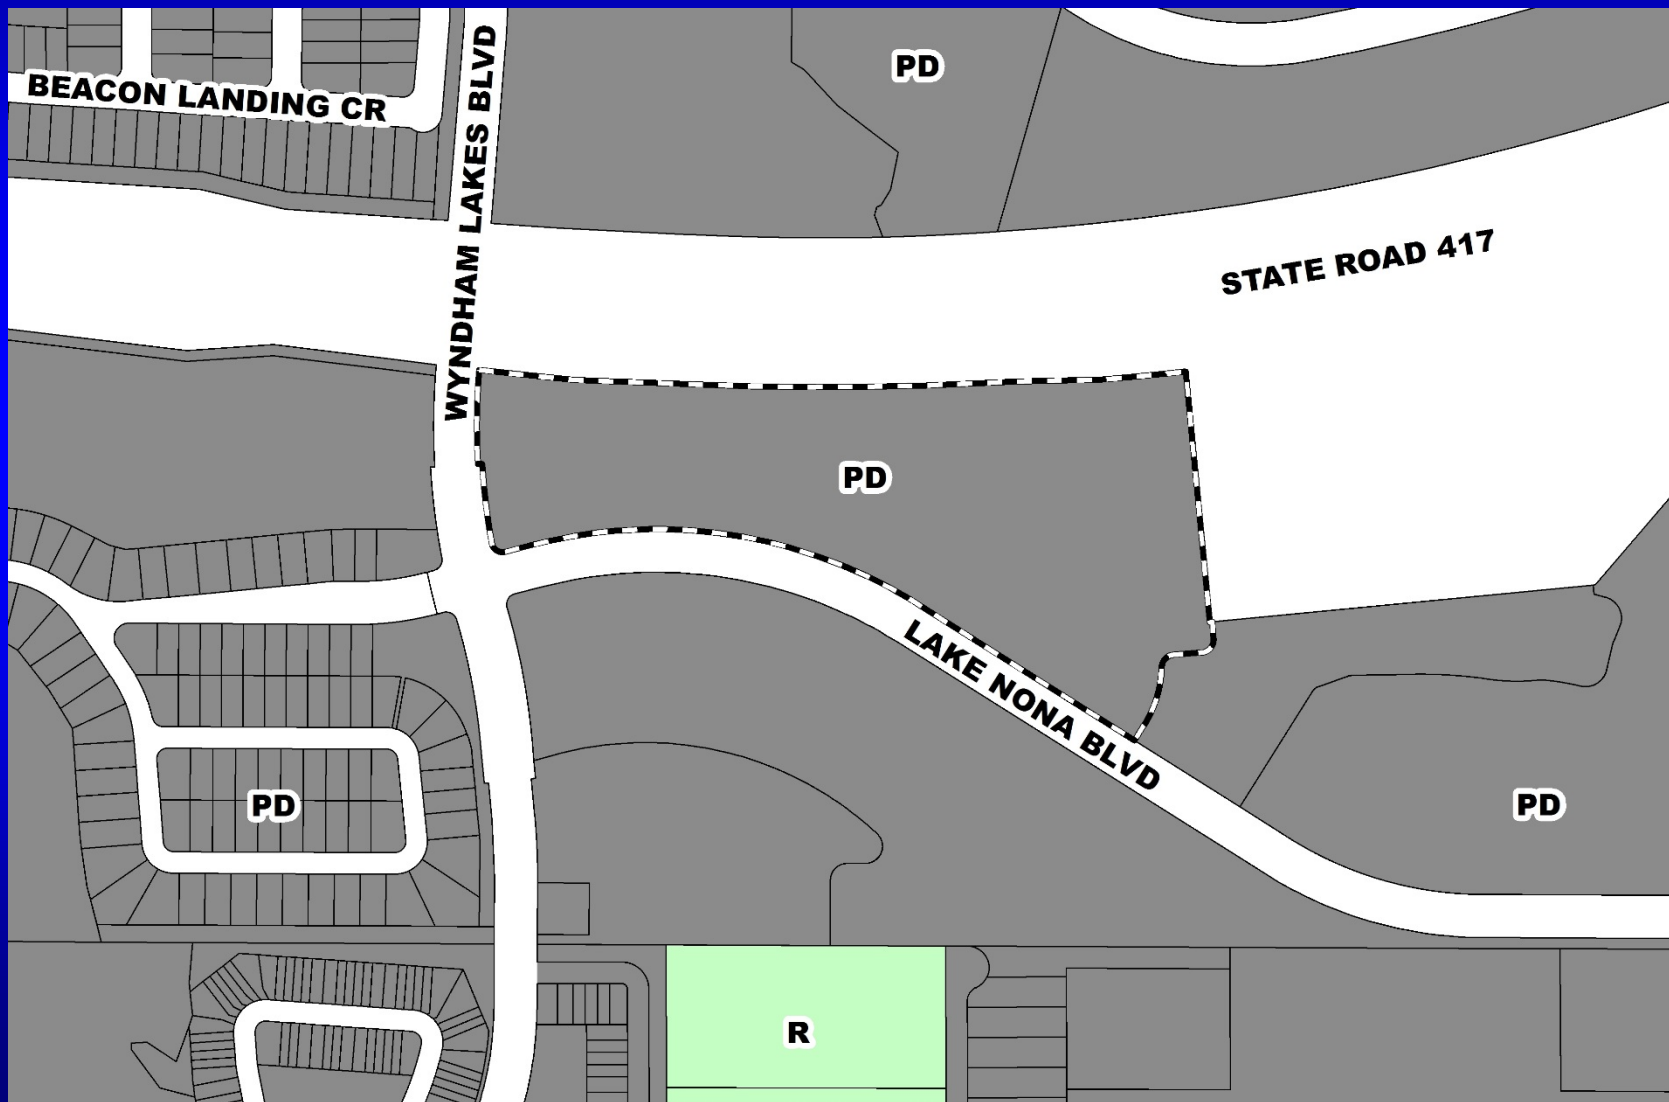 PD
BEACON LANDING CR
WYNDHAM LAKES BLVD
STATE ROAD 417
PD
LAKE NONA BLVD
PD
PD
R